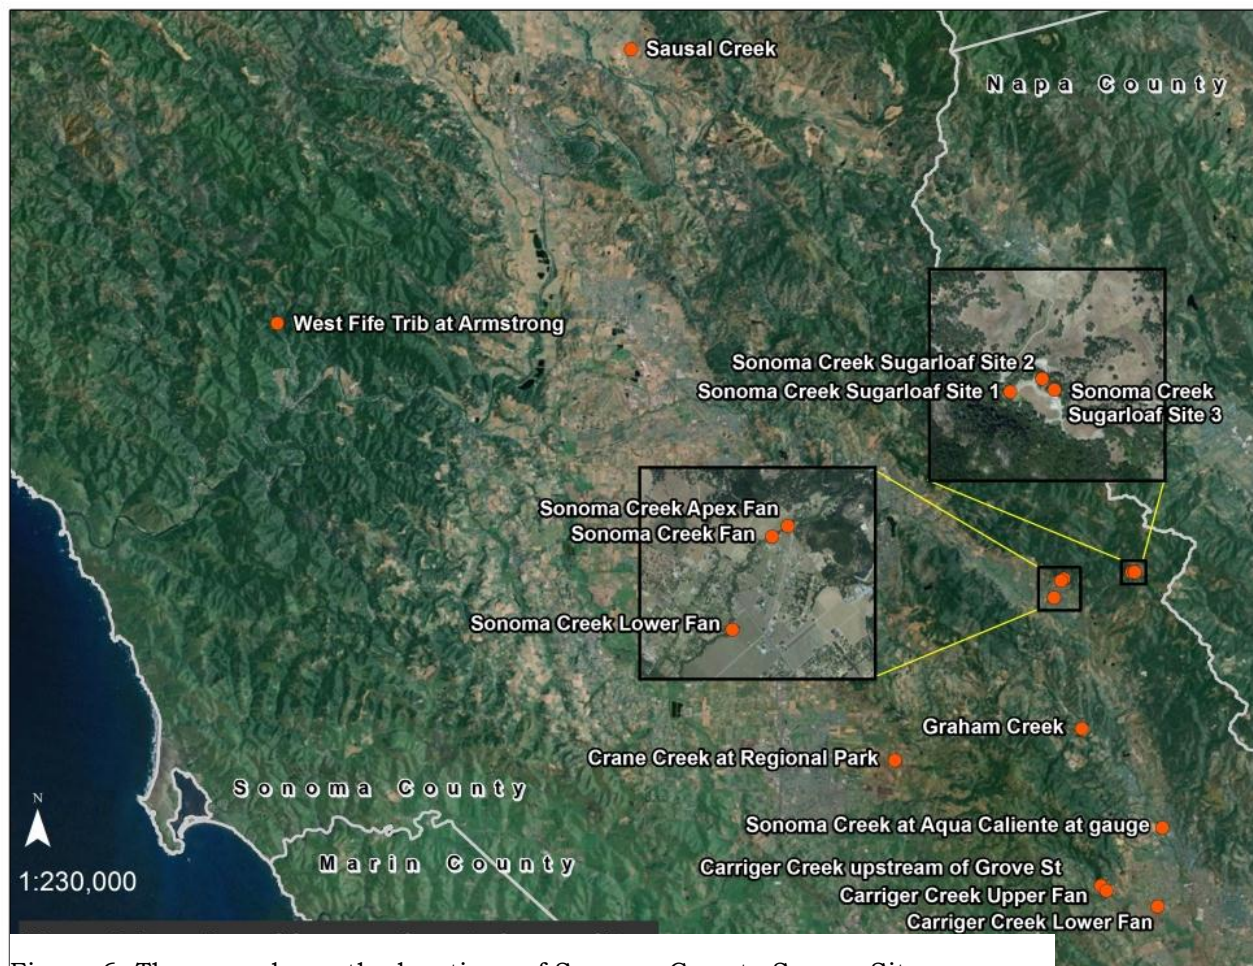 Sausal Creek
Napa County
West Fife Trib at Armstrong
Sonoma Creek Sugarloaf Site 2
Sonoma Creek Sugarloaf Site 1
Sonoma Creek
Sugarloaf Site 3
Sonoma Creek Apex Fan
Sonoma Creek Fan
Sonoma Creek Lower Fan
Graham Creek
Crane Creek at Regional Park
Sonoma County
N
Sonoma Creek at Aqua Caliente at gauge
Marin County
Carriger Creek upstream of Grove St
1:230,000
Carriger Creek Upper Fan
Carriger Creek Lower Fan